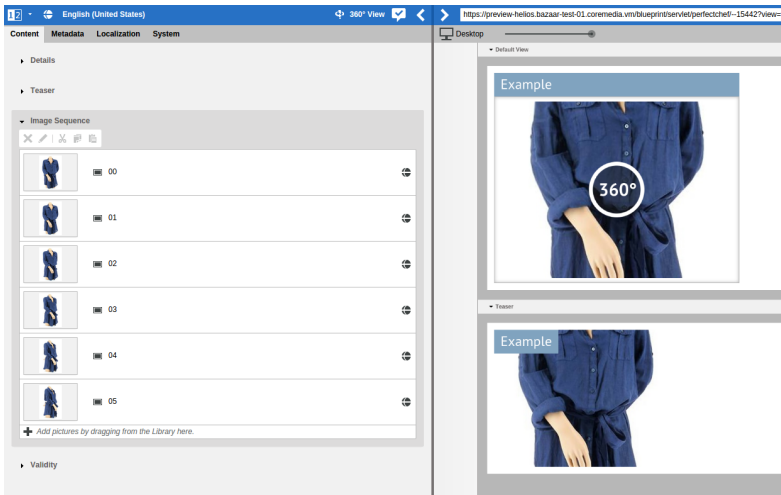 12 English (United States) 360° View
Content Metadata Localization System
Details
Teaser
Image Sequence
00
01
02
03
04
05
Add pictures by dragging from the Library here.
Validity
https://preview-helios.bazaar-test-01.coremedia.vm/blueprint/servlet/perfectchef/--15442?view=
Desktop
Default View
Example
360°
Teaser
Example